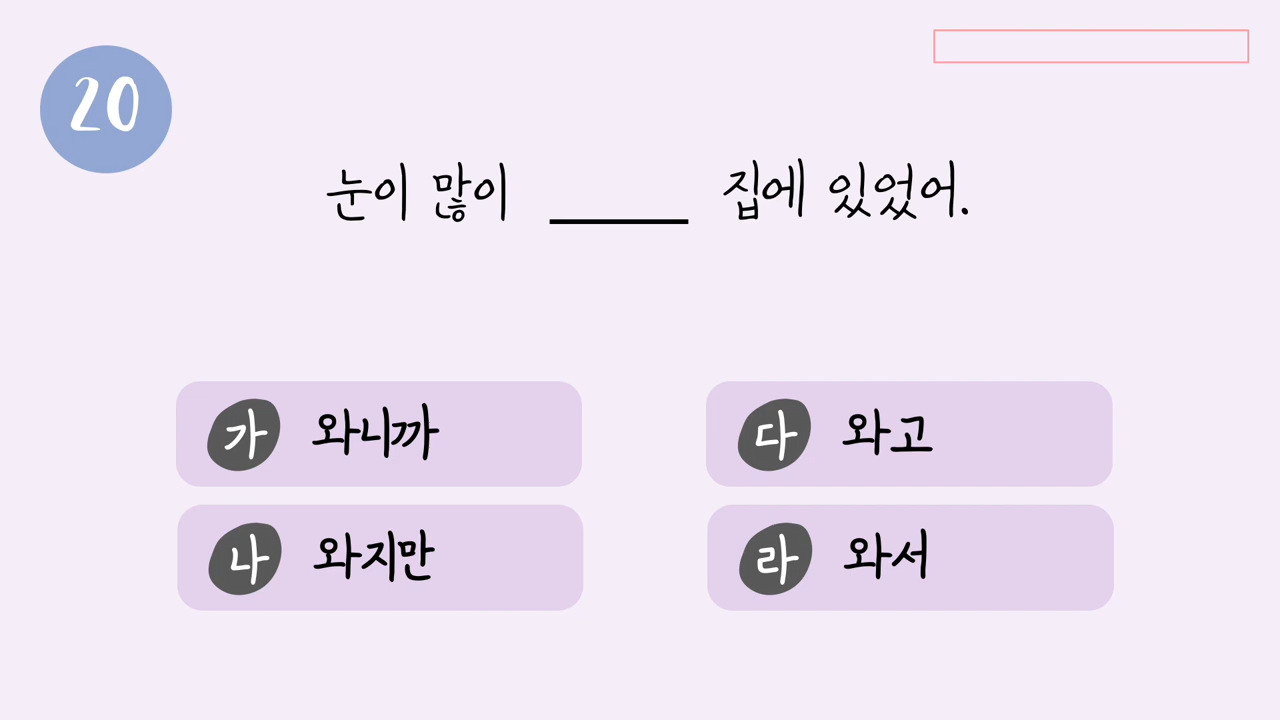 20
눈이 많이 _____ 집에 있었어.
가 와니까
나 와지만
다 와고
라 와서